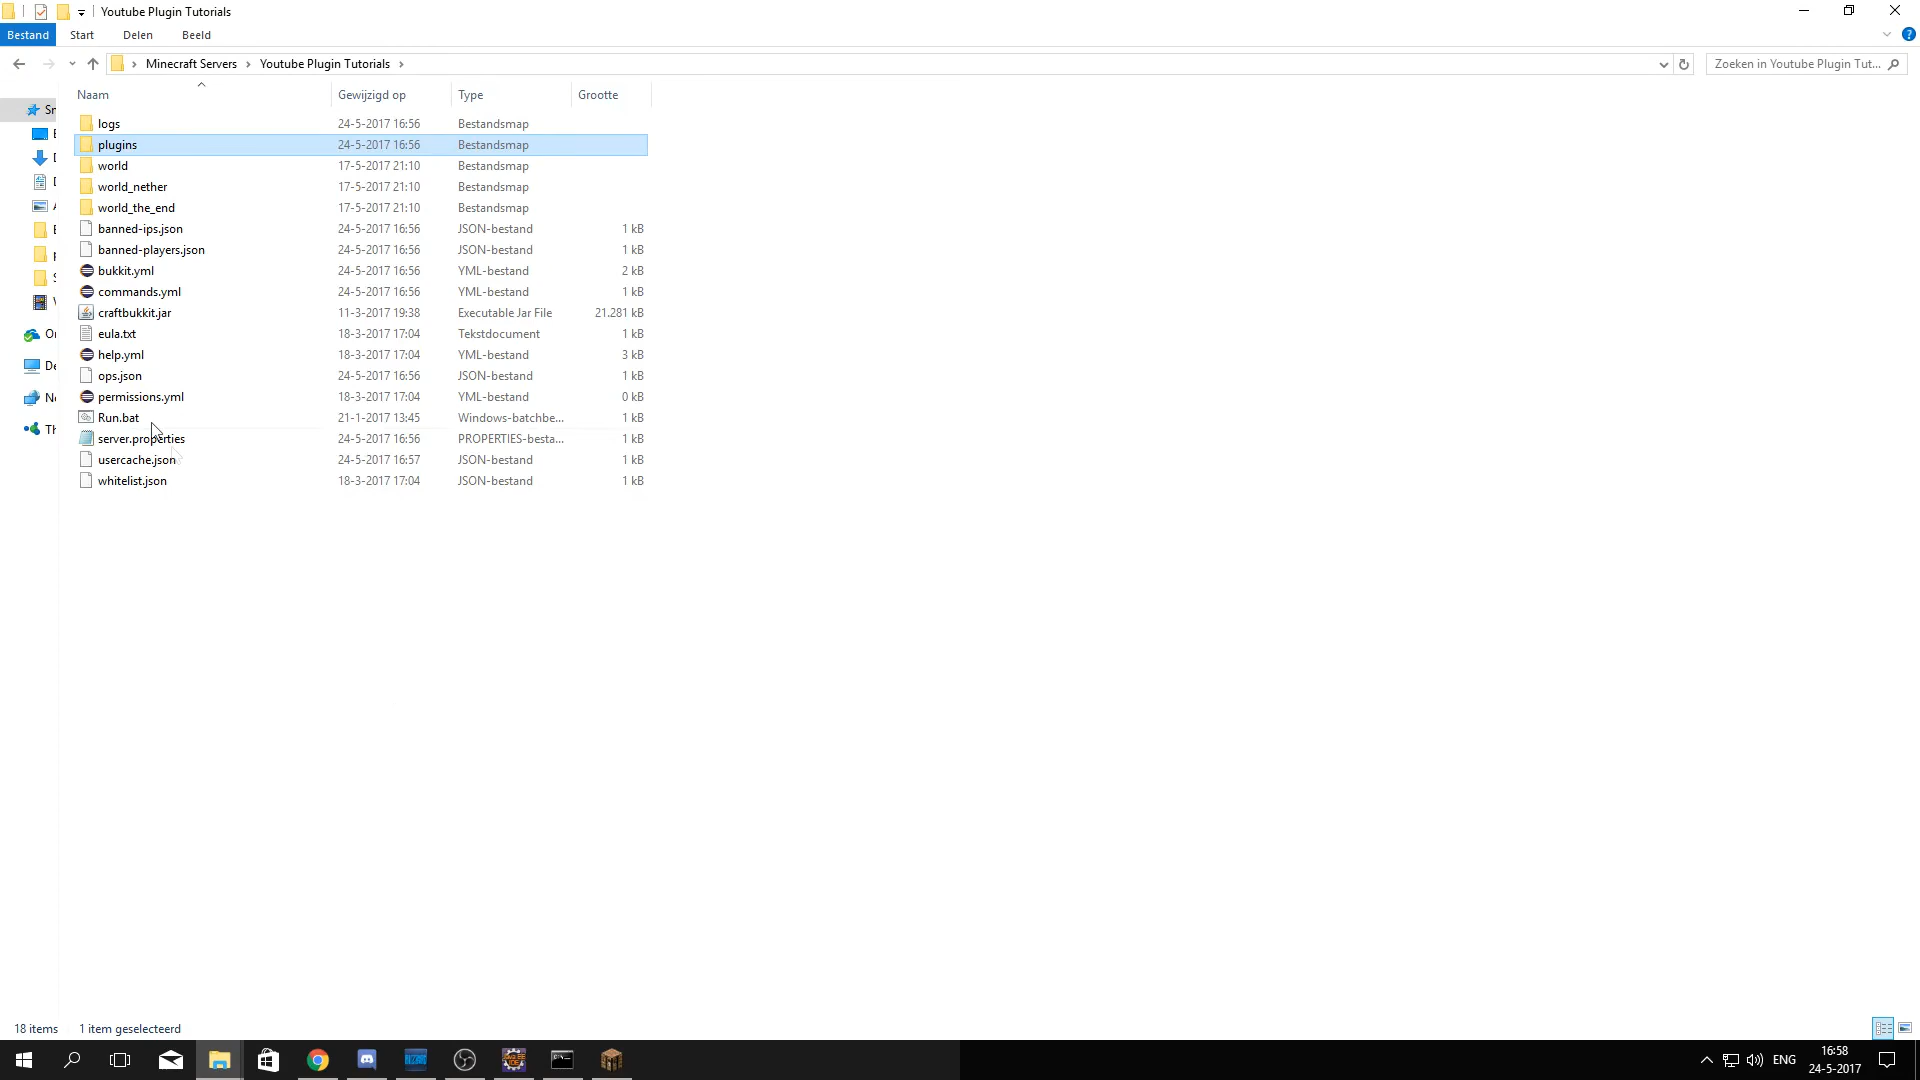 Youtube Plugin Tutorials
Bestand Start Delen Beeld
Minecraft Servers Youtube Plugin Tutorials Zoeken in Youtube Plugin Tut...
Naam Gewijzigd op Type Grootte
logs 24-5-2017 16:56 Bestandsmap
plugins 24-5-2017 16:56 Bestandsmap
world 17-5-2017 21:10 Bestandsmap
world_nether 17-5-2017 21:10 Bestandsmap
world_the_end 17-5-2017 21:10 Bestandsmap
banned-ips.json 24-5-2017 16:56 JSON-bestand 1 kB
banned-players.json 24-5-2017 16:56 JSON-bestand 1 kB
bukkit.yml 24-5-2017 16:56 YML-bestand 2 kB
commands.yml 24-5-2017 16:56 YML-bestand 1 kB
craftbukkit.jar 11-3-2017 19:38 Executable Jar File 21.281 kB
eula.txt 18-3-2017 17:04 Tekstdocument 1 kB
help.yml 18-3-2017 17:04 YML-bestand 3 kB
ops.json 24-5-2017 16:56 JSON-bestand 1 kB
permissions.yml 18-3-2017 17:04 YML-bestand 0 kB
Run.bat 21-1-2017 13:45 Windows-batchbe... 1 kB
server.properties 24-5-2017 16:56 PROPERTIES-besta... 1 kB
usercache.json 24-5-2017 16:57 JSON-bestand 1 kB
whitelist.json 18-3-2017 17:04 JSON-bestand 1 kB
18 items 1 item geselecteerd
ENG 16:58
24-5-2017